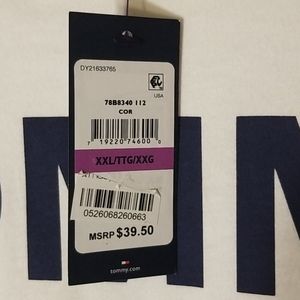 DY21633765
USA
78B8340 112
COR
7 19220 74600 0
XXL/TTG/XXG
0526068260663
MSRP $39.50
tommy.com